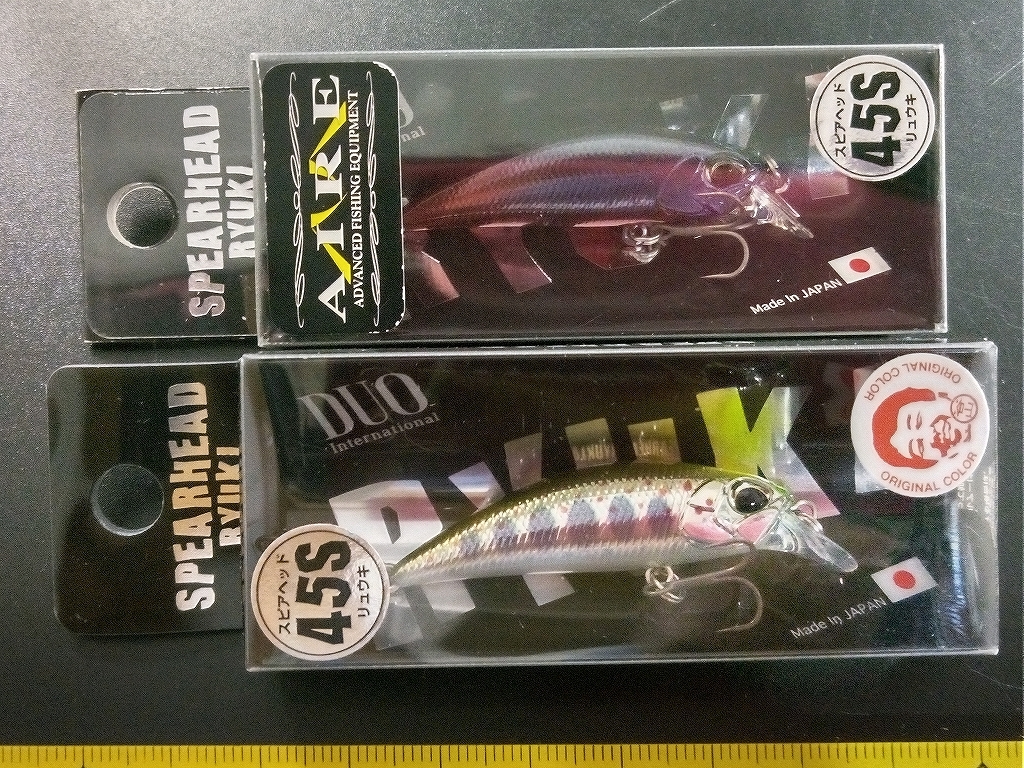 SPEARHEAD
RYUKI
AIRE
ADVANCED FISHING EQUIPMENT
スピアヘッド
45S
リュウキ
Made In JAPAN
SPEARHEAD
RYUKI
DUO
International
スピアヘッド
45S
リュウキ
ORIGINAL COLOR
ORIGINAL COLOR
Made In JAPAN